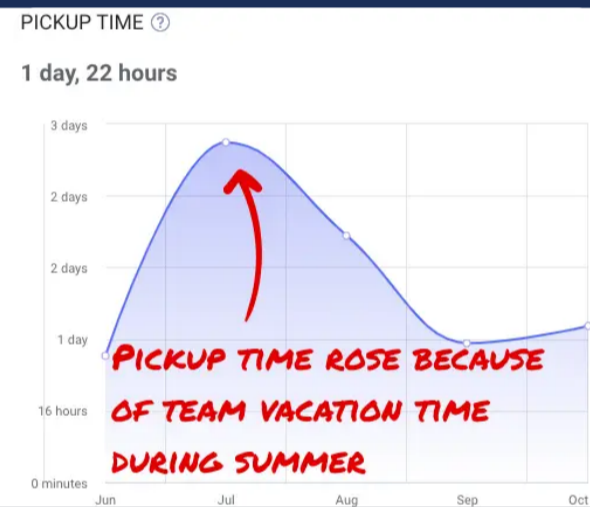 PICKUP TIME ?
1 day, 22 hours
3 days
2 days
2 days
1 day
16 hours
0 minutes
PICKUP TIME ROSE BECAUSE
OF TEAM VACATION TIME
DURING SUMMER
Jun Jul Aug Sep Oct